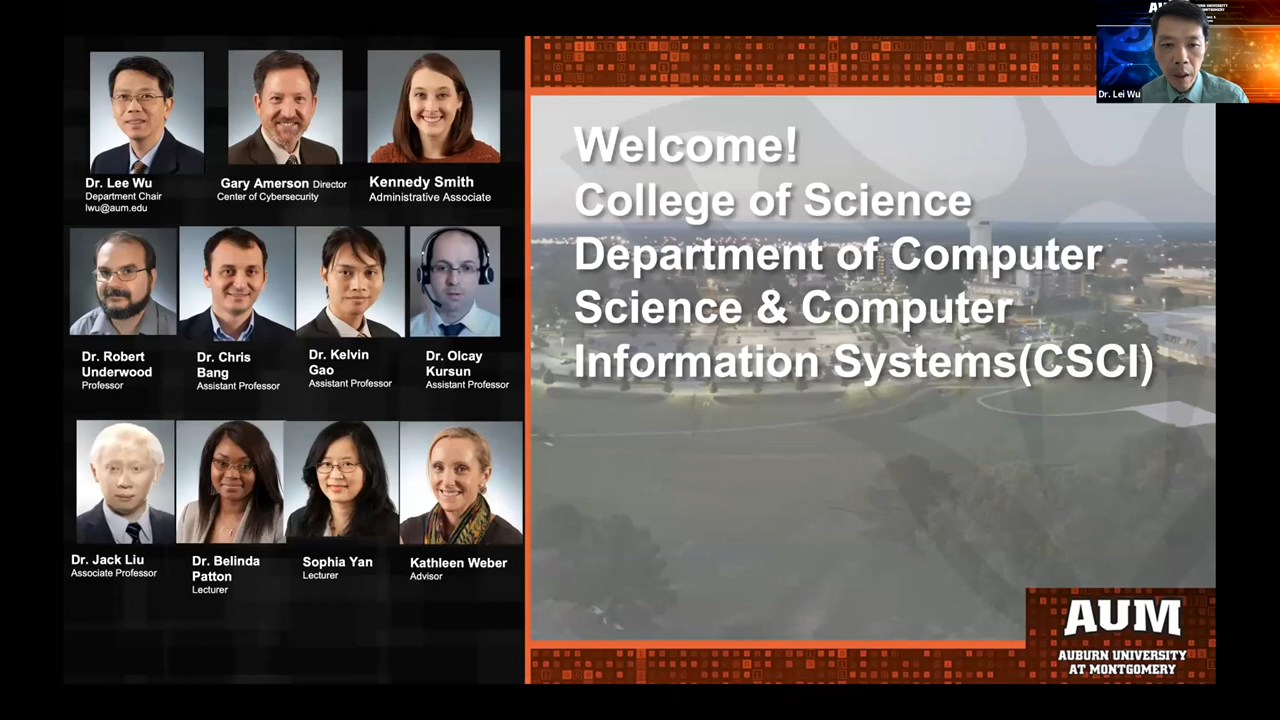 Dr. Lei Wu
Dr. Lee Wu
Department Chair
lwu@aum.edu
Gary Amerson Director
Center of Cybersecurity
Kennedy Smith
Administrative Associate
Dr. Robert
Underwood
Professor
Dr. Chris
Bang
Assistant Professor
Dr. Kelvin
Gao
Assistant Professor
Dr. Olcay
Kursun
Assistant Professor
Dr. Jack Liu
Associate Professor
Dr. Belinda
Patton
Lecturer
Sophia Yan
Lecturer
Kathleen Weber
Advisor
Welcome!
College of Science
Department of Computer
Science & Computer
Information Systems(CSCI)
AUM
AUBURN UNIVERSITY
AT MONTGOMERY